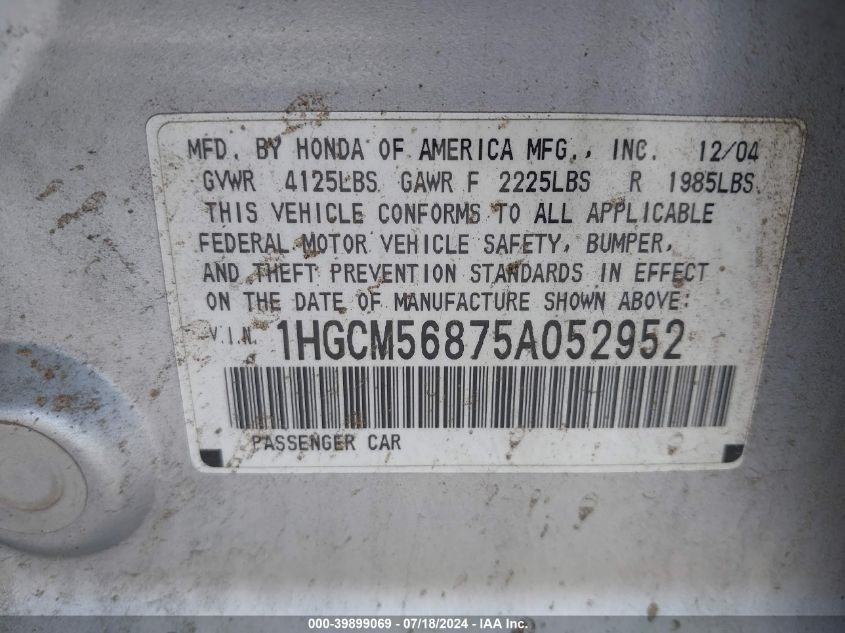 MFD. BY HONDA OF AMERICA MFG., INC. 12/04
GVWR 4125LBS GAWR F 2225LBS R 1985LBS
THIS VEHICLE CONFORMS TO ALL APPLICABLE
FEDERAL MOTOR VEHICLE SAFETY, BUMPER,
AND THEFT PREVENTION STANDARDS IN EFFECT
ON THE DATE OF MANUFACTURE SHOWN ABOVE:
V.I.N. 1HGCM56875A052952
PASSENGER CAR
000-39899069 - 07/18/2024 - IAA Inc.